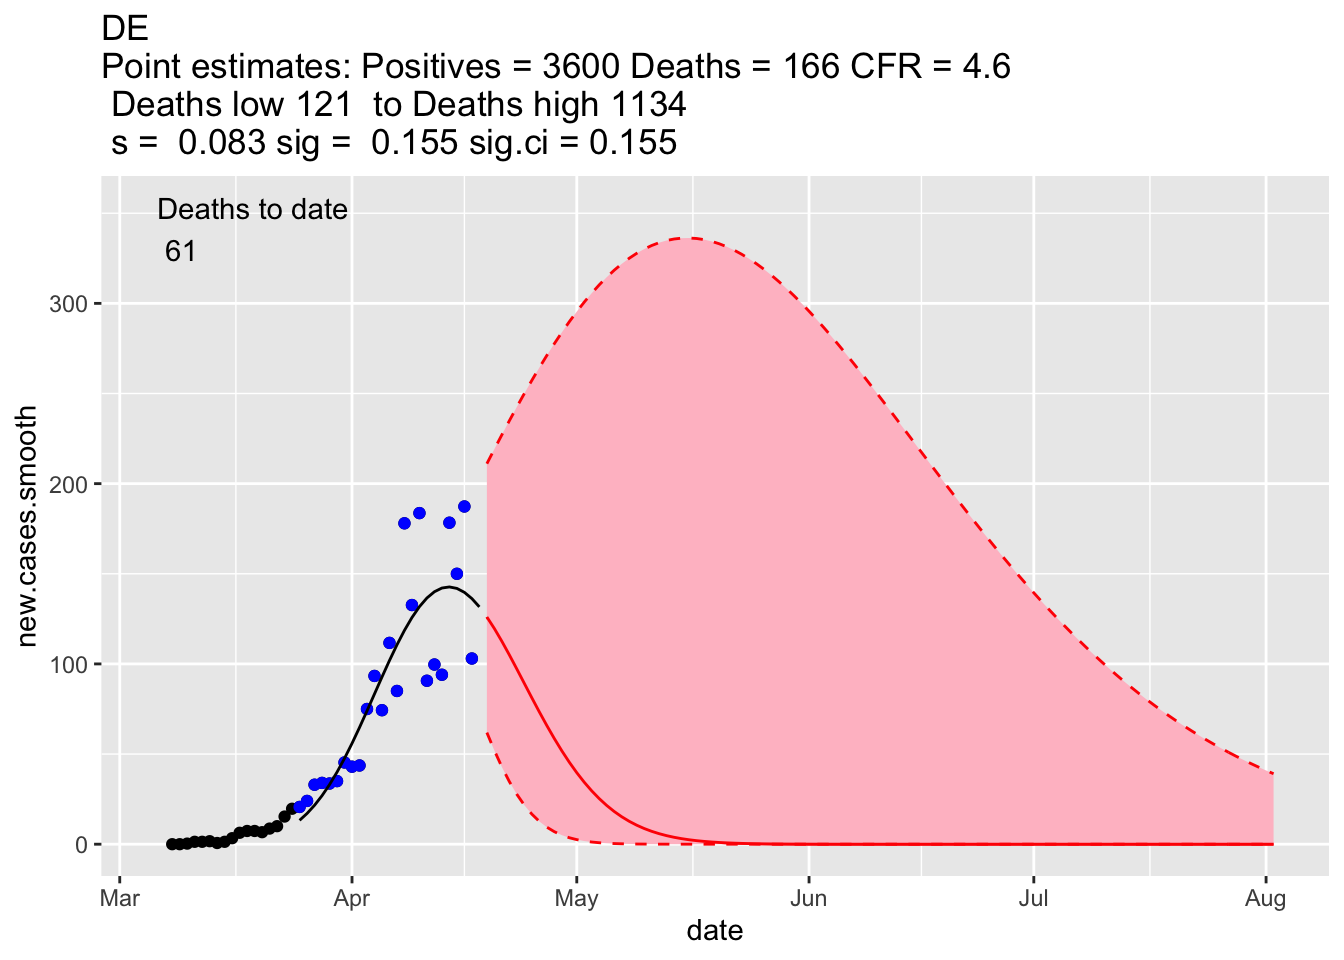 DE
Point estimates: Positives = 3600 Deaths = 166 CFR = 4.6
Deaths low 121  to Deaths high 1134
s =  0.083 sig =  0.155 sig.ci = 0.155
Deaths to date
61
new.cases.smooth
300
200
100
0
Mar Apr May Jun Jul Aug
date